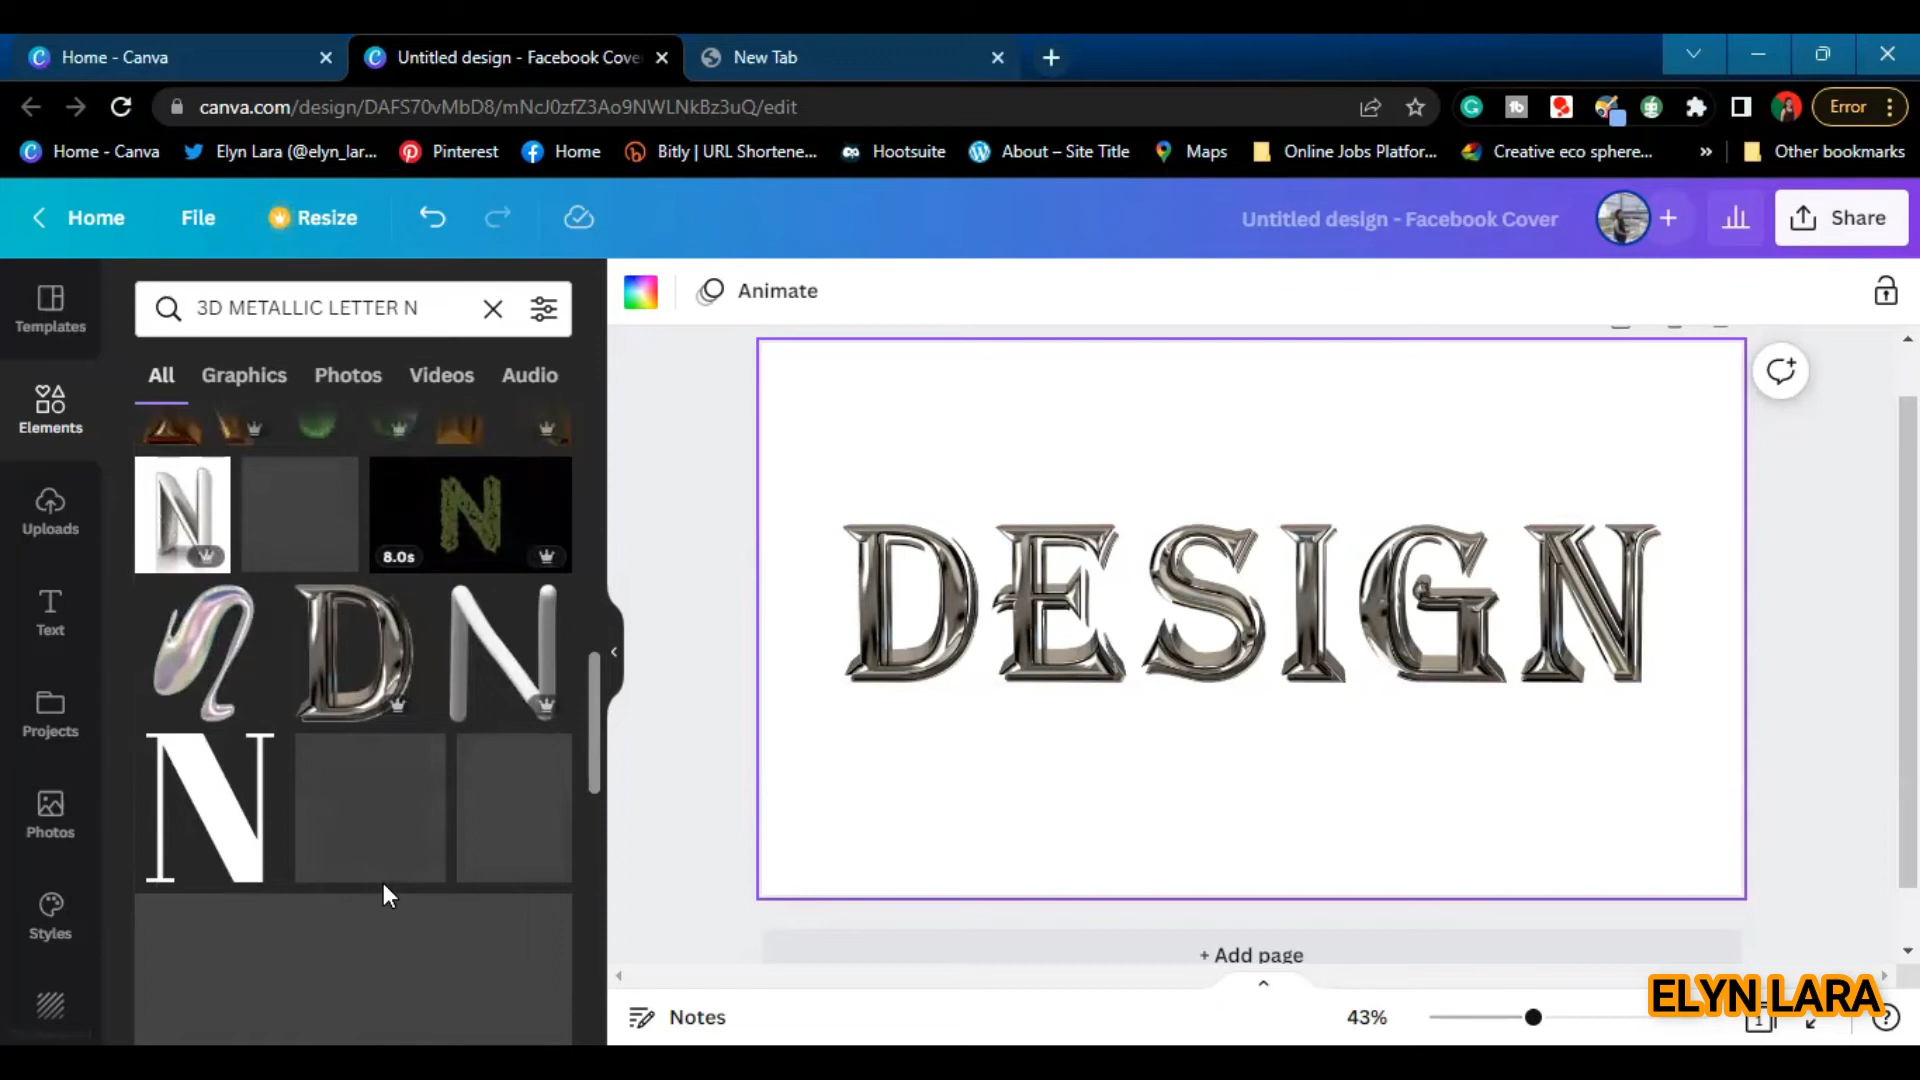 Home - Canva
Untitled design - Facebook Cove
New Tab
canva.com/design/DAFS70vMbD8/mNcJ0zfZ3Ao9NWLNkBz3uQ/edit
Error
Home - Canva
Elyn Lara (@elyn_lar...
Pinterest
Home
Bitly | URL Shortene...
Hootsuite
About – Site Title
Maps
Online Jobs Platfor...
Creative eco sphere...
»
Other bookmarks
Home
File
Resize
Untitled design - Facebook Cover
Share
Templates
Elements
Uploads
Text
Projects
Photos
Styles
3D METALLIC LETTER N
All
Graphics
Photos
Videos
Audio
N
N
8.0s
D
N
N
Animate
DESIGN
+ Add page
Notes
43%
1
ELYN LARA